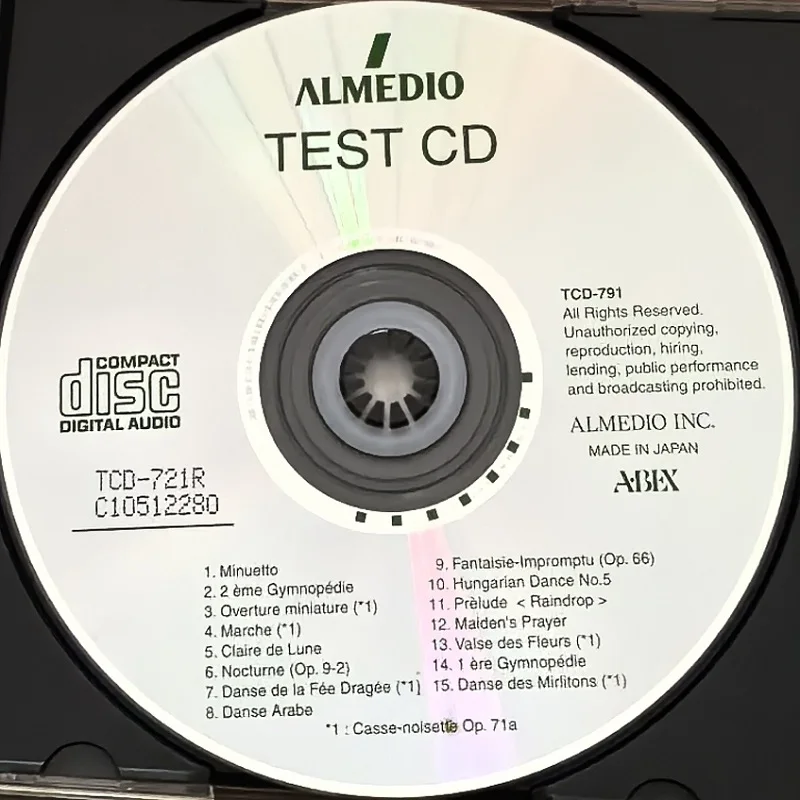 ALMEDIO
TEST CD
TCD-791
All Rights Reserved.
Unauthorized copying,
reproduction, hiring,
lending, public performance
and broadcasting prohibited.
ALMEDIO INC.
MADE IN JAPAN
ABEX
COMPACT
disc
DIGITAL AUDIO
TCD-721R
C10512280
1. Minuetto
2. 2 ème Gymnopédie
3. Overture miniature (*1)
4. Marche (*1)
5. Claire de Lune
6. Nocturne (Op. 9-2)
7. Danse de la Fée Dragée (*1)
8. Danse Arabe
9. Fantaisie-Impromptu (Op. 66)
10. Hungarian Dance No.5
11. Prèlude < Raindrop >
12. Maiden's Prayer
13. Valse des Fleurs (*1)
14. 1 ère Gymnopédie
15. Danse des Mirlitons (*1)
*1 : Casse-noisette Op. 71a